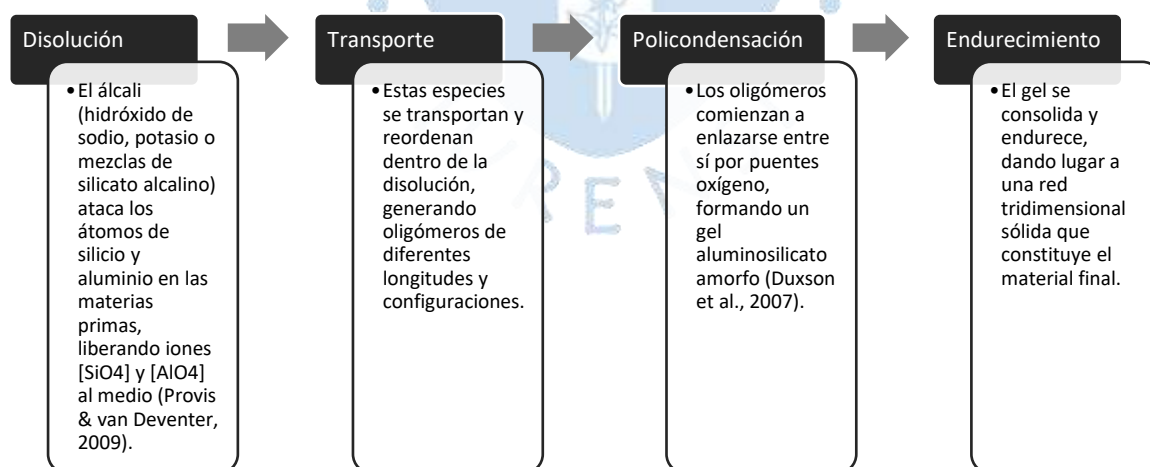 Disolución
• El álcali
(hidróxido de
sodio, potasio o
mezclas de
silicato alcalino)
ataca los
átomos de
silicio y
aluminio en las
materias
primas,
liberando iones
[SiO4] y [AlO4]
al medio (Provis
& van Deventer,
2009).
Transporte
• Estas especies
se transportan y
reordenan
dentro de la
disolución,
generando
oligómeros de
diferentes
longitudes y
configuraciones.
Policondensación
• Los oligómeros
comienzan a
enlazarse entre
sí por puentes
oxígeno,
formando un
gel
aluminosilicato
amorfo (Duxson
et al., 2007).
Endurecimiento
• El gel se
consolida y
endurece,
dando lugar a
una red
tridimensional
sólida que
constituye el
material final.